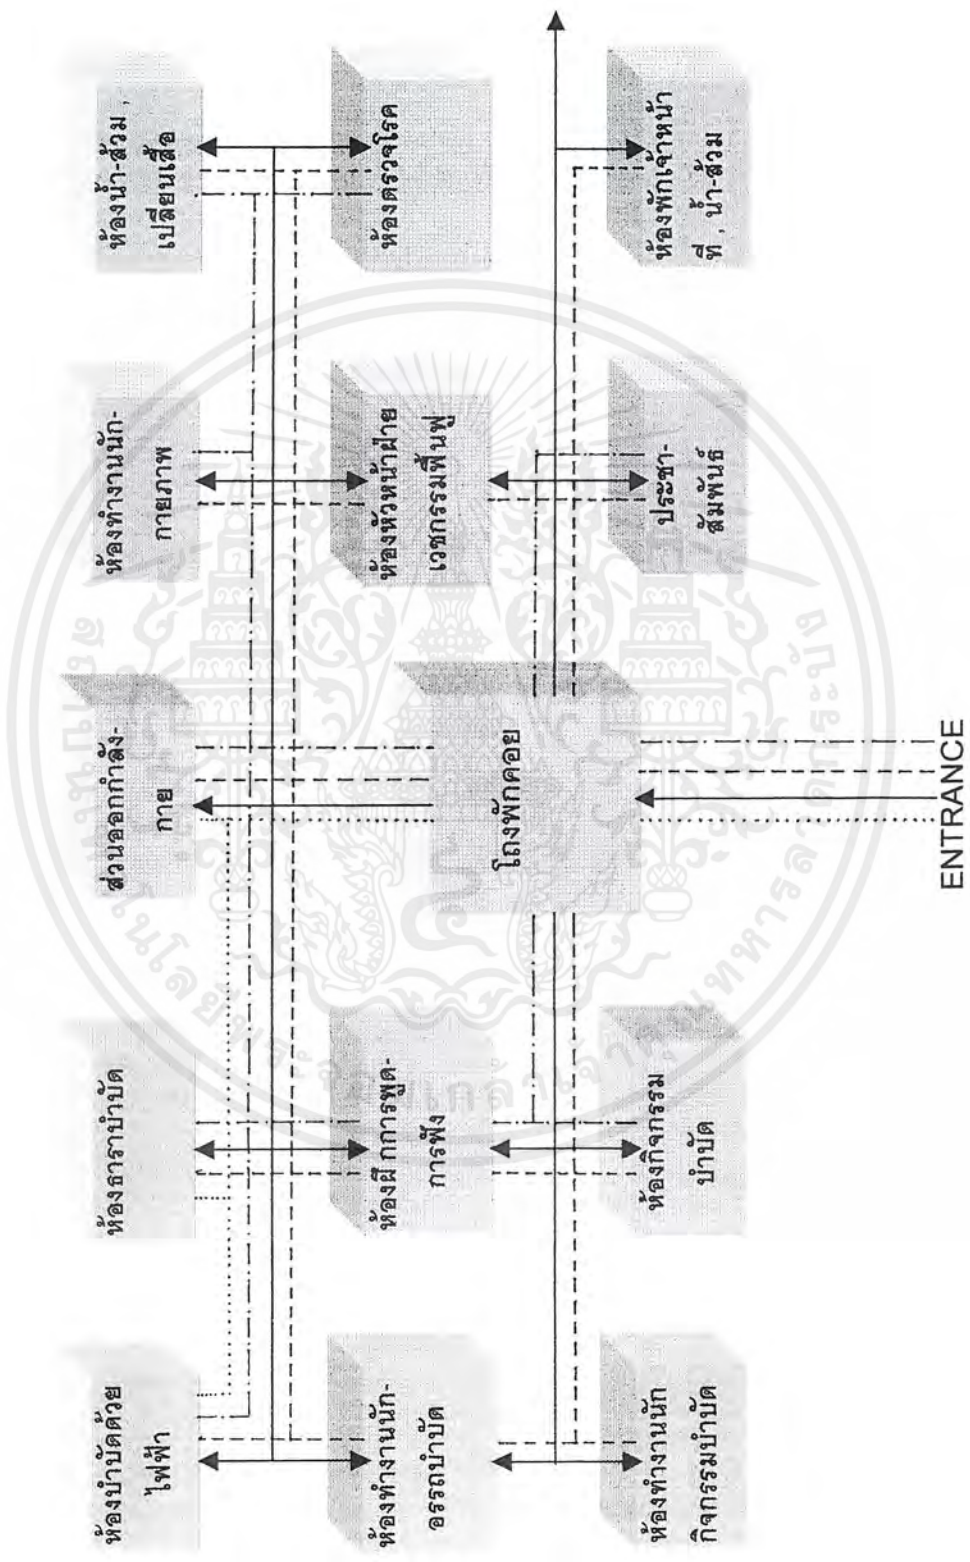 ห้องน้ำ-ส้วม ,
เปลี่ยนเสื้อ
ห้องตรวจโรค
ห้องพักเจ้าหน้า
ที่ , น้ำ-ส้วม
ห้องทำงานนัก-
กายภาพ
ห้องหัวหน้าฝ่าย
เวชกรรมฟื้นฟู
ประชา-
สัมพันธ์
ส่วนออกกำลัง-
กาย
โถงพักคอย
ENTRANCE
ห้องธาราบำบัด
ห้องฝึกการพูด-
การฟัง
ห้องกิจกรรม
บำบัด
ห้องบำบัดด้วย
ไฟฟ้า
ห้องทำงานนัก-
อรรถบำบัด
ห้องทำงานนัก
กิจกรรมบำบัด